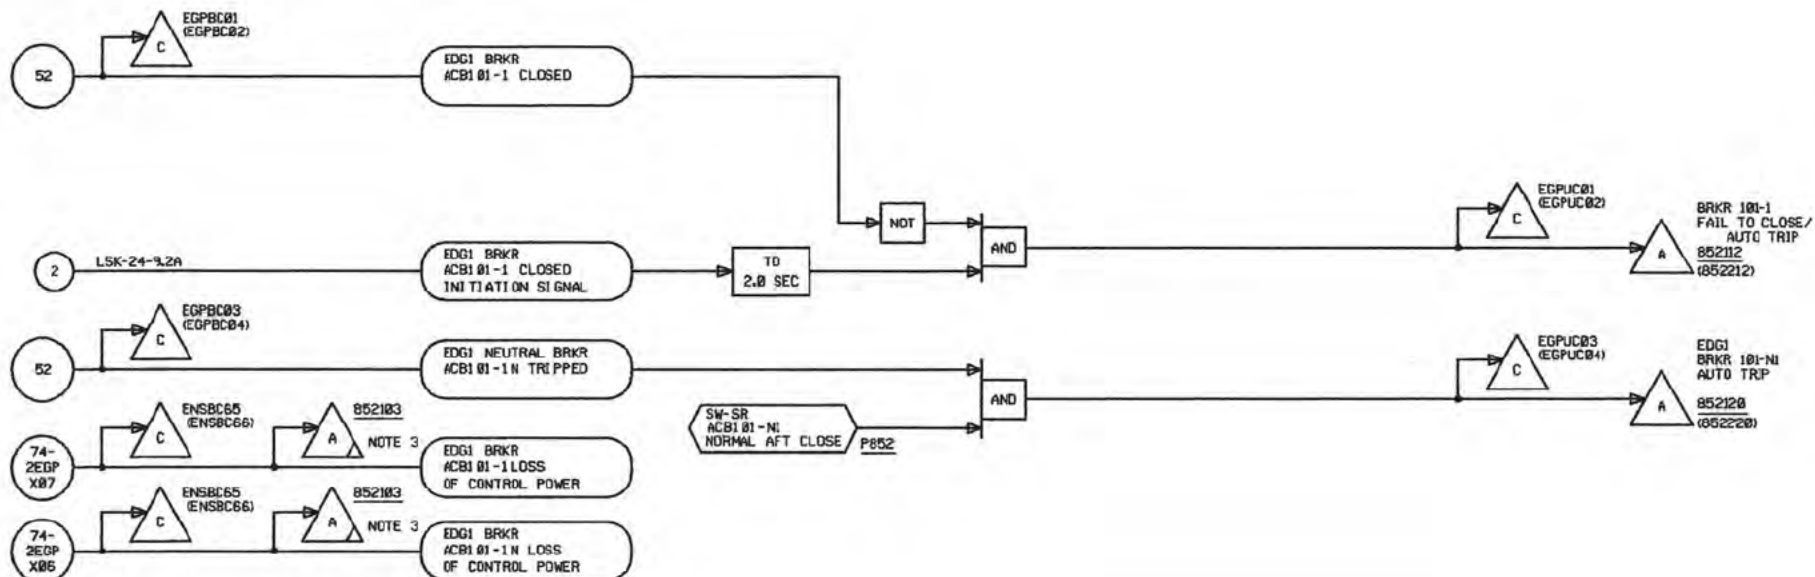 EGPBC01
(EGPBC02)
C
52
EDG1 BRKR
ACB101-1 CLOSED
NOT
AND
EGPUC01
(EGPUC02)
C
BRKR 101-1
FAIL TO CLOSE/
AUTO TRIP
852112
(852212)
A
2
LSK-24-9.2A
EDG1 BRKR
ACB101-1 CLOSED
INITIATION SIGNAL
TD
2.0 SEC
EGPBC03
(EGPBC04)
C
52
EDG1 NEUTRAL BRKR
ACB101-1N TRIPPED
AND
EGPUC03
(EGPUC04)
C
EDG1
BRKR 101-N1
AUTO TRIP
852120
(852220)
A
SW-SR
ACB101-N1
NORMAL AFT CLOSE
P852
ENSBC65
(ENSBC66)
C
852103
A
NOTE 3
74-
2EGP
X07
EDG1 BRKR
ACB101-1 LOSS
OF CONTROL POWER
ENSBC65
(ENSBC66)
C
852103
A
NOTE 3
74-
2EGP
X06
EDG1 BRKR
ACB101-1N LOSS
OF CONTROL POWER